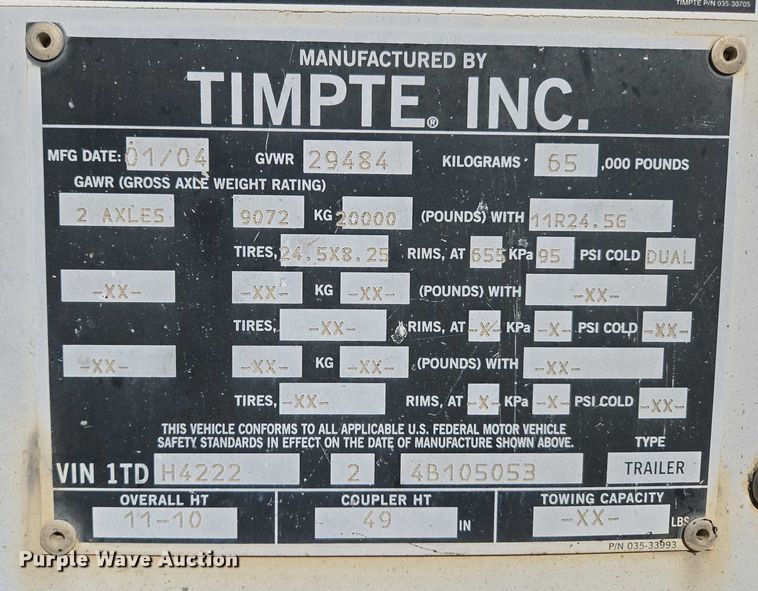 TIMPTE P/N 035-30705
MANUFACTURED BY
TIMPTE® INC.
MFG DATE: 01/04 GVWR 29484 KILOGRAMS 65 ,000 POUNDS
GAWR (GROSS AXLE WEIGHT RATING)
2 AXLES 9072 KG 20000 (POUNDS) WITH 11R24.5G
TIRES, 24.5X8.25 RIMS, AT 655 KPa 95 PSI COLD DUAL
-XX- -XX- KG -XX- (POUNDS) WITH -XX-
TIRES, -XX- RIMS, AT -X- KPa -X- PSI COLD -XX-
-XX- -XX- KG -XX- (POUNDS) WITH -XX-
TIRES, -XX- RIMS, AT -X- KPa -X- PSI COLD -XX-
THIS VEHICLE CONFORMS TO ALL APPLICABLE U.S. FEDERAL MOTOR VEHICLE
SAFETY STANDARDS IN EFFECT ON THE DATE OF MANUFACTURE SHOWN ABOVE.
TYPE
VIN 1TD H4222 2 4B105053 TRAILER
OVERALL HT COUPLER HT TOWING CAPACITY
11-10 49 IN -XX- LBS
P/N 035-33993
Purple Wave Auction